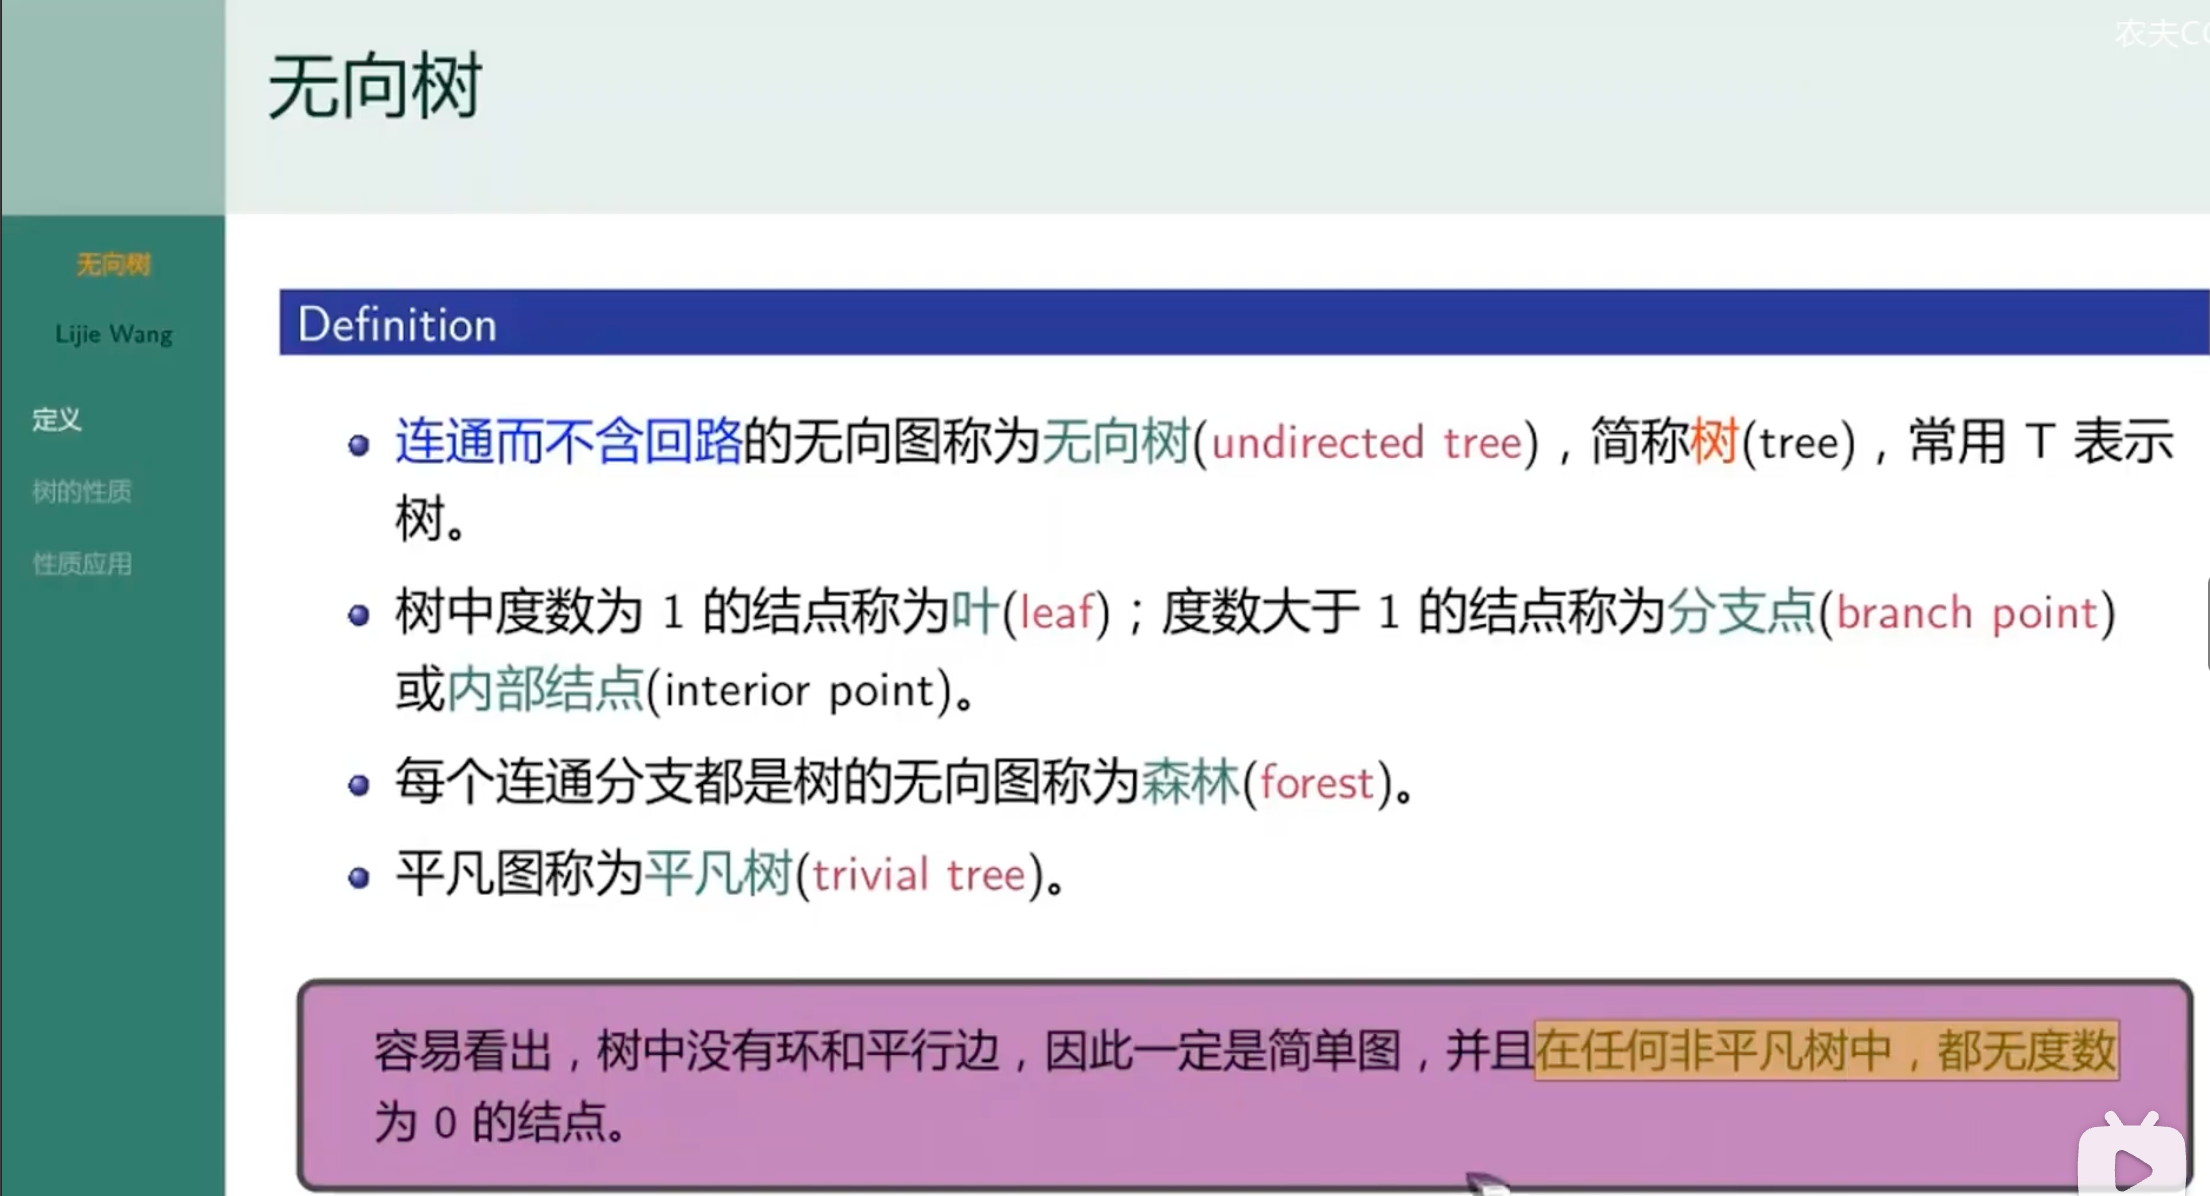 农夫
无向树
无向树
Lijie Wang
定义
树的性质
性质应用
Definition
连通而不含回路的无向图称为无向树(undirected tree)，简称树(tree)，常用 T 表示
树。
树中度数为 1 的结点称为叶(leaf)；度数大于 1 的结点称为分支点(branch point)
或内部结点(interior point)。
每个连通分支都是树的无向图称为森林(forest)。
平凡图称为平凡树(trivial tree)。
容易看出，树中没有环和平行边，因此一定是简单图，并且在任何非平凡树中，都无度数
为 0 的结点。